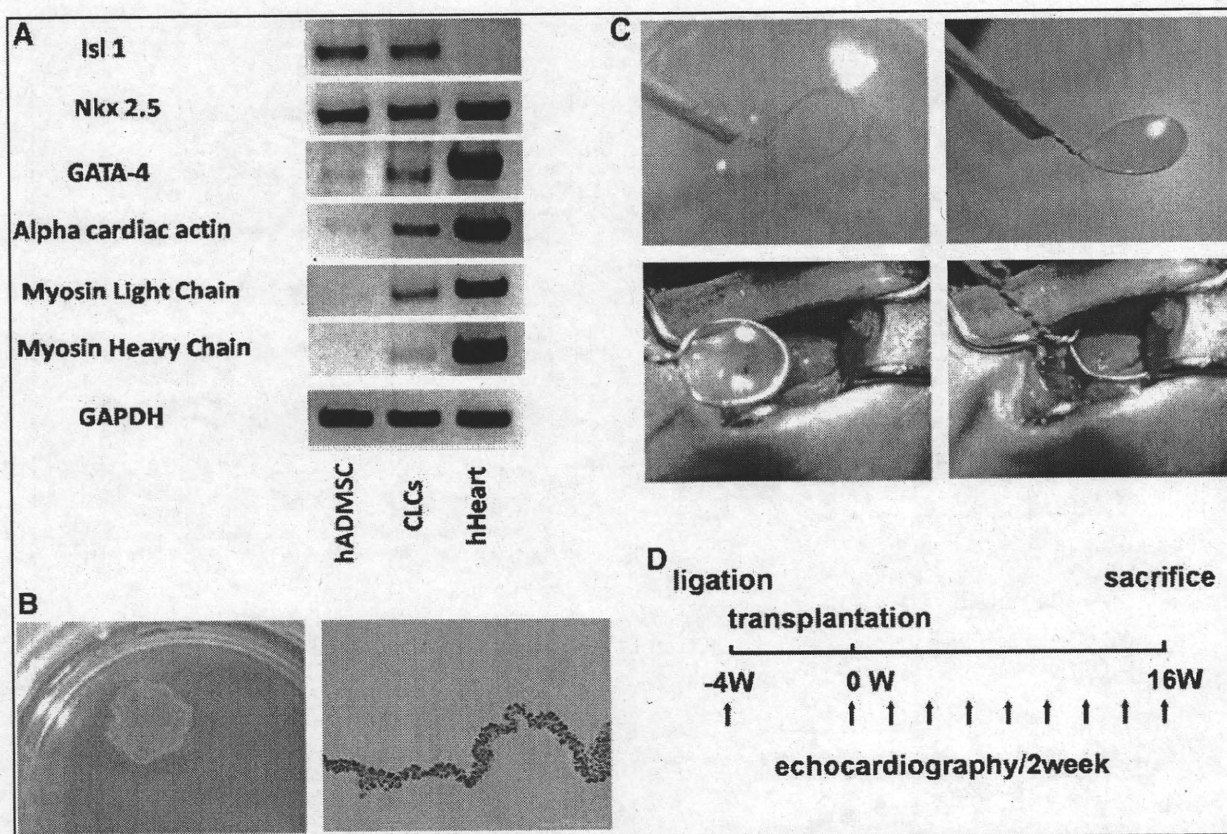 A
Isl 1
Nkx 2.5
GATA-4
Alpha cardiac actin
Myosin Light Chain
Myosin Heavy Chain
GAPDH
hADMSC
CLCs
hHeart
B
C
D
ligation sacrifice
transplantation
-4W 0 W 16W
echocardiography/2week